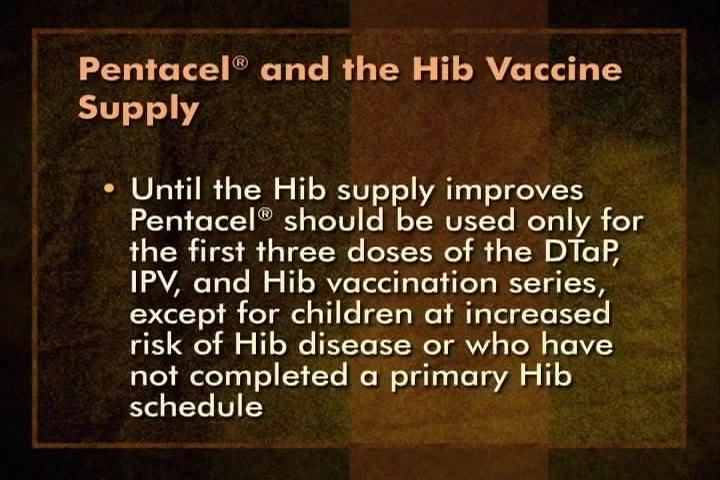 Pentacel® and the Hib Vaccine
Supply
• Until the Hib supply improves
Pentacel® should be used only for
the first three doses of the DTaP,
IPV, and Hib vaccination series,
except for children at increased
risk of Hib disease or who have
not completed a primary Hib
schedule